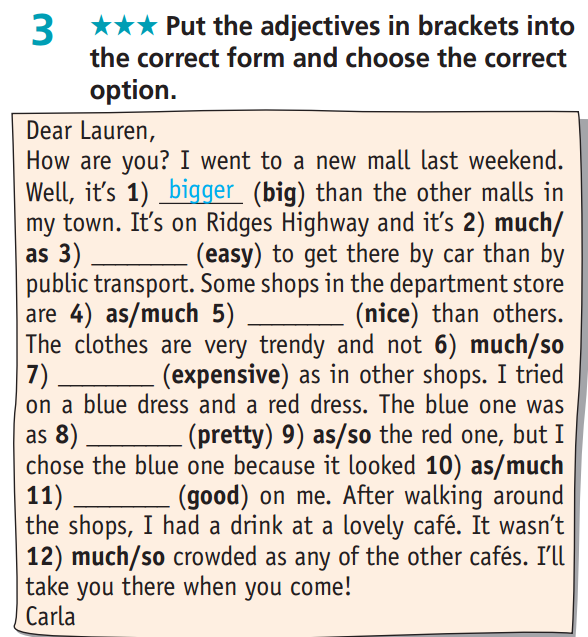 3 ★★★ Put the adjectives in brackets into
the correct form and choose the correct
option.
Dear Lauren,
How are you? I went to a new mall last weekend.
Well, it's 1) bigger (big) than the other malls in
my town. It's on Ridges Highway and it's 2) much/
as 3) ________ (easy) to get there by car than by
public transport. Some shops in the department store
are 4) as/much 5) ________ (nice) than others.
The clothes are very trendy and not 6) much/so
7) ________ (expensive) as in other shops. I tried
on a blue dress and a red dress. The blue one was
as 8) ________ (pretty) 9) as/so the red one, but I
chose the blue one because it looked 10) as/much
11) ________ (good) on me. After walking around
the shops, I had a drink at a lovely café. It wasn't
12) much/so crowded as any of the other cafés. I'll
take you there when you come!
Carla